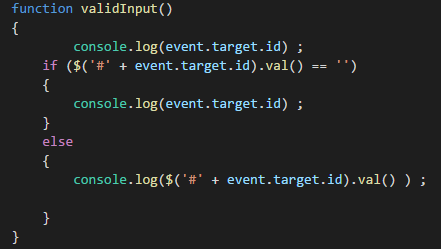 function validInput()
{
        console.log(event.target.id) ;
    if ($('#' + event.target.id).val() == '')
    {
        console.log(event.target.id) ;
    }
    else
    {
        console.log($('#' + event.target.id).val() ) ;
    }
}